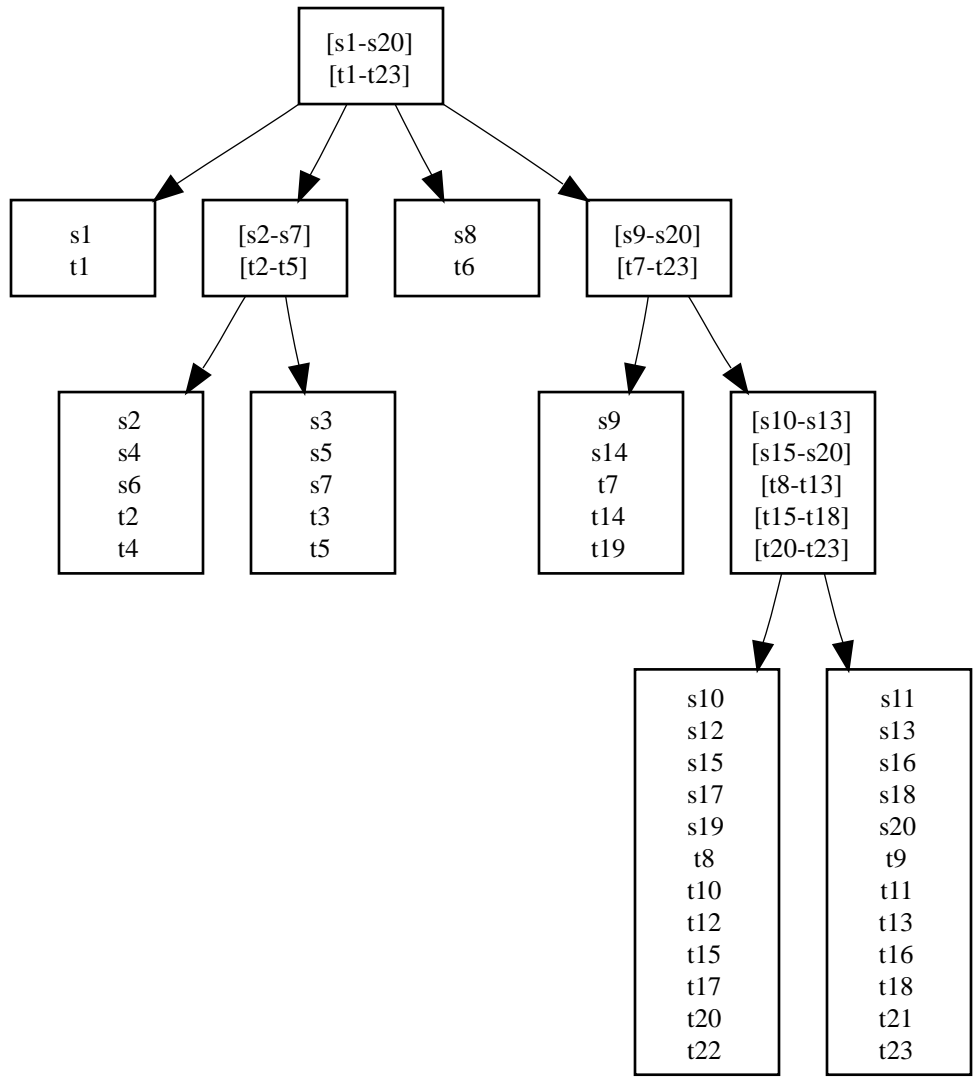 [s1-s20]
[t1-t23]
s1
t1
[s2-s7]
[t2-t5]
s8
t6
[s9-s20]
[t7-t23]
s2
s4
s6
t2
t4
s3
s5
s7
t3
t5
s9
s14
t7
t14
t19
[s10-s13]
[s15-s20]
[t8-t13]
[t15-t18]
[t20-t23]
s10
s12
s15
s17
s19
t8
t10
t12
t15
t17
t20
t22
s11
s13
s16
s18
s20
t9
t11
t13
t16
t18
t21
t23